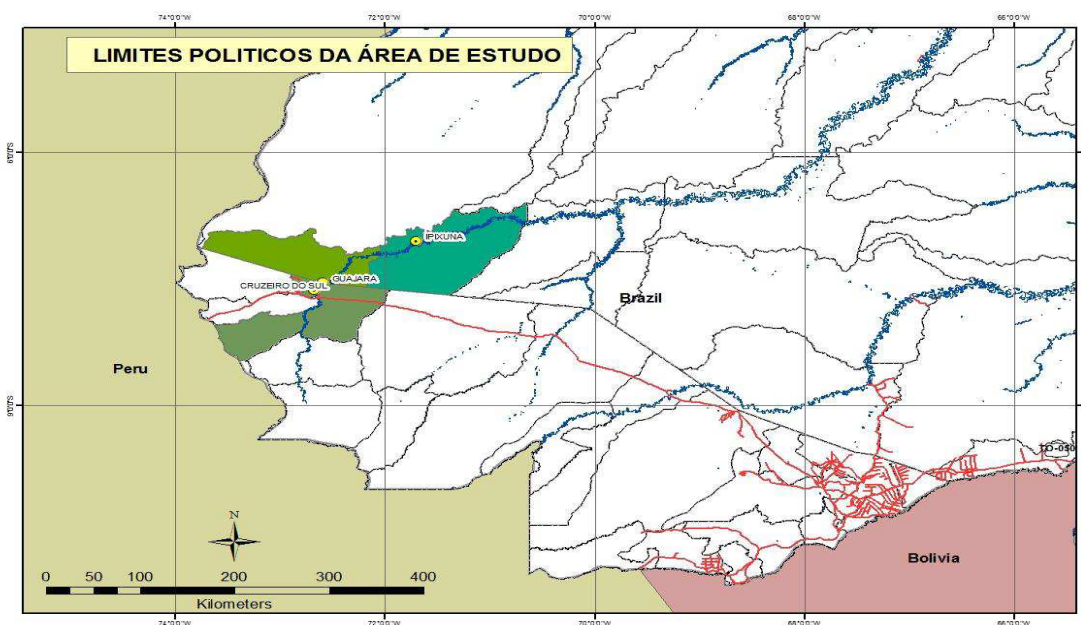 74°0'0"W 72°0'0"W 70°0'0"W 68°0'0"W 66°0'0"W
LIMITES POLITICOS DA ÁREA DE ESTUDO
IPIXUNA
GUAJARA
CRUZEIRO DO SUL
Brazil
Peru
TO-050
Bolivia
N
0 50 100 200 300 400
Kilometers
74°0'0"W 72°0'0"W 70°0'0"W 68°0'0"W 66°0'0"W